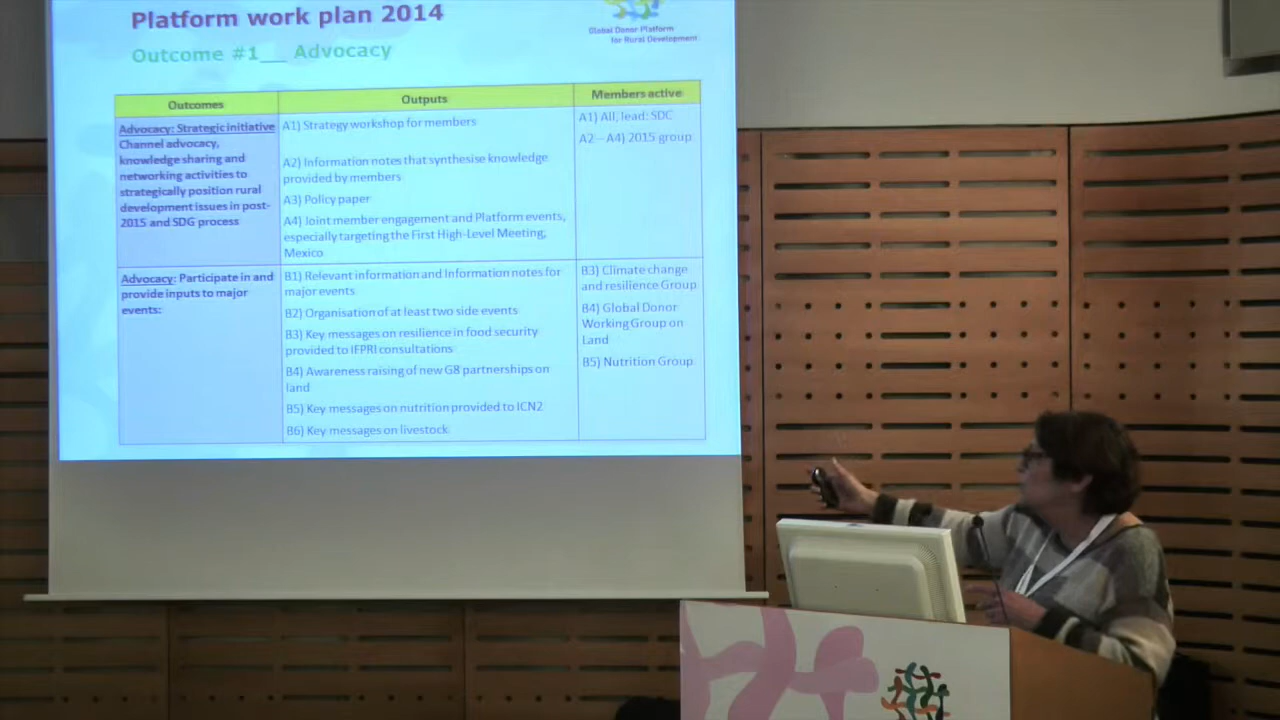 Platform work plan 2014
Global Donor Platform
for Rural Development
Outcome #1__ Advocacy
Outcomes
Outputs
Members active
Advocacy: Strategic initiative
Channel advocacy,
knowledge sharing and
networking activities to
strategically position rural
development issues in post-
2015 and SDG process
A1) Strategy workshop for members
A2) Information notes that synthesise knowledge
provided by members
A3) Policy paper
A4) Joint member engagement and Platform events,
especially targeting the First High-Level Meeting,
Mexico
A1) All, lead: SDC
A2 – A4) 2015 group
Advocacy: Participate in and
provide inputs to major
events:
B1) Relevant information and Information notes for
major events
B2) Organisation of at least two side events
B3) Key messages on resilience in food security
provided to IFPRI consultations
B4) Awareness raising of new G8 partnerships on
land
B5) Key messages on nutrition provided to ICN2
B6) Key messages on livestock
B3) Climate change
and resilience Group
B4) Global Donor
Working Group on
Land
B5) Nutrition Group